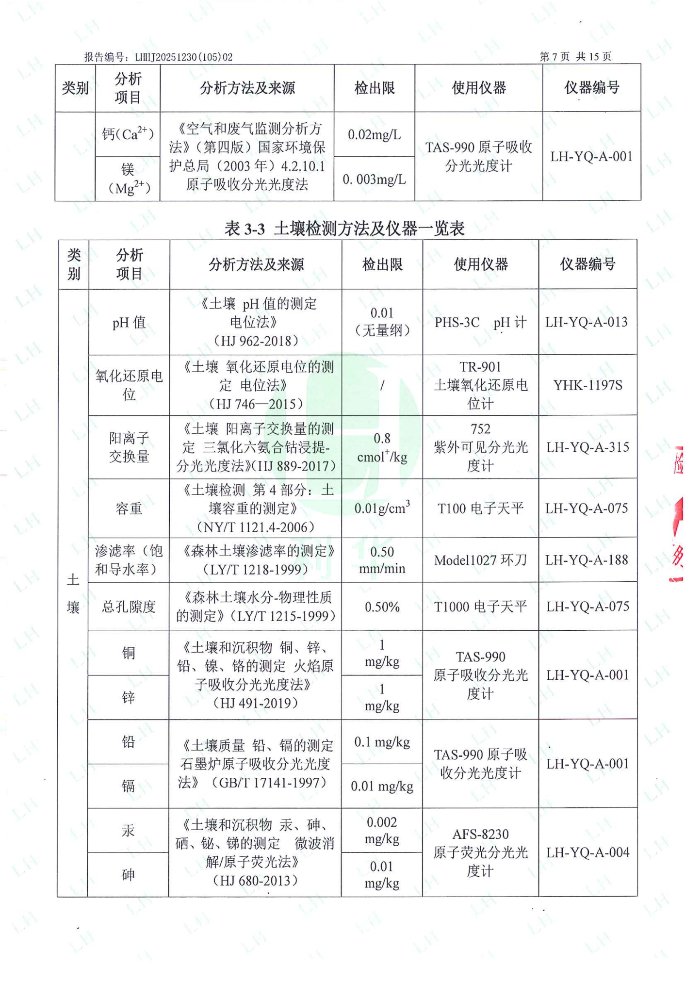 报告编号：LHHJ20251230(105)02
第 7 页 共 15 页
类别
分析
项目
分析方法及来源
检出限
使用仪器
仪器编号
钙（Ca²⁺）
《空气和废气监测分析方
法》（第四版）国家环境保
护总局（2003 年）4.2.10.1
原子吸收分光光度法
0.02mg/L
TAS-990 原子吸收
分光光度计
LH-YQ-A-001
镁
（Mg²⁺）
0. 003mg/L
表 3-3 土壤检测方法及仪器一览表
类
别
分析
项目
分析方法及来源
检出限
使用仪器
仪器编号
土
壤
pH 值
《土壤 pH 值的测定
电位法》
（HJ 962-2018）
0.01
（无量纲）
PHS-3C pH 计
LH-YQ-A-013
氧化还原电
位
《土壤 氧化还原电位的测
定 电位法》
（HJ 746—2015）
/
TR-901
土壤氧化还原电
位计
YHK-1197S
阳离子
交换量
《土壤 阳离子交换量的测
定 三氯化六氨合钴浸提-
分光光度法》（HJ 889-2017）
0.8
cmol⁺/kg
752
紫外可见分光光
度计
LH-YQ-A-315
容重
《土壤检测 第 4 部分：土
壤容重的测定》
（NY/T 1121.4-2006）
0.01g/cm³
T100 电子天平
LH-YQ-A-075
渗滤率（饱
和导水率）
《森林土壤渗滤率的测定》
（LY/T 1218-1999）
0.50
mm/min
Model1027 环刀
LH-YQ-A-188
总孔隙度
《森林土壤水分-物理性质
的测定》（LY/T 1215-1999）
0.50%
T1000 电子天平
LH-YQ-A-075
铜
《土壤和沉积物 铜、锌、
铅、镍、铬的测定 火焰原
子吸收分光光度法》
（HJ 491-2019）
1
mg/kg
TAS-990
原子吸收分光光
度计
LH-YQ-A-001
锌
1
mg/kg
铅
《土壤质量 铅、镉的测定
石墨炉原子吸收分光光度
法》（GB/T 17141-1997）
0.1 mg/kg
TAS-990 原子吸
收分光光度计
LH-YQ-A-001
镉
0.01 mg/kg
汞
《土壤和沉积物 汞、砷、
硒、铋、锑的测定 微波消
解/原子荧光法》
（HJ 680-2013）
0.002
mg/kg
AFS-8230
原子荧光分光光
度计
LH-YQ-A-004
砷
0.01
mg/kg
利华
检